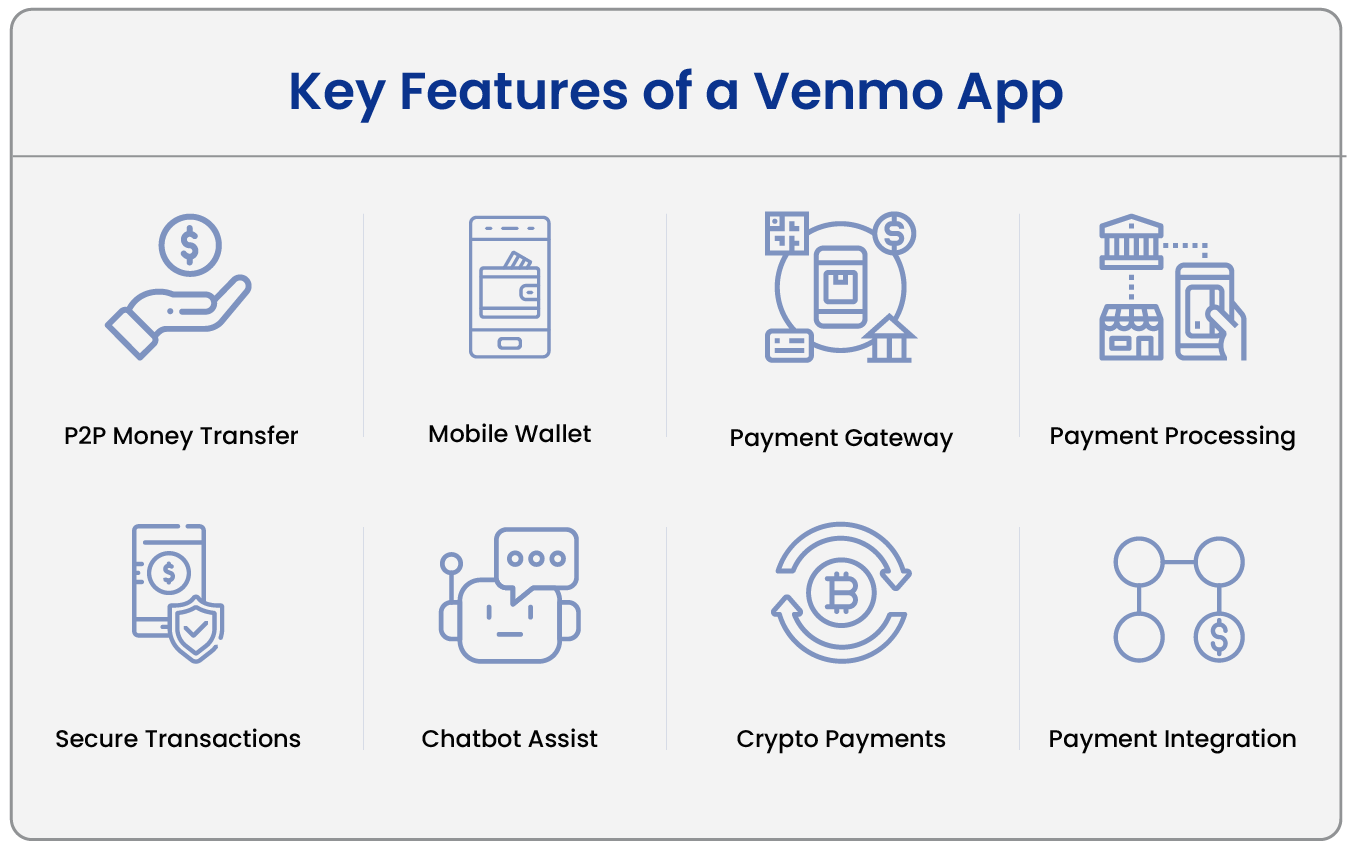 Key Features of a Venmo App
P2P Money Transfer
Mobile Wallet
Payment Gateway
Payment Processing
Secure Transactions
Chatbot Assist
Crypto Payments
Payment Integration